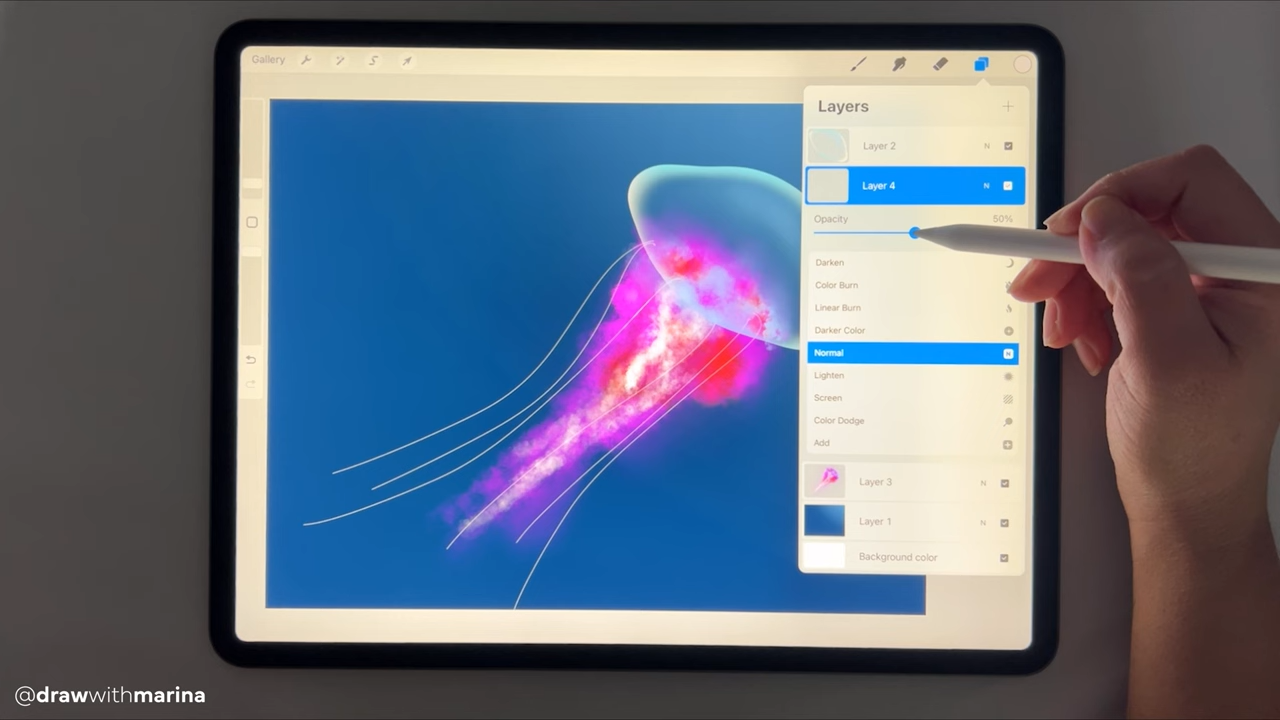 Gallery
Layers
Layer 2 N
Layer 4 N
Opacity 50%
Darken
Color Burn
Linear Burn
Darker Color
Normal N
Lighten
Screen
Color Dodge
Add
Layer 3 N
Layer 1 N
Background color
@drawwithmarina